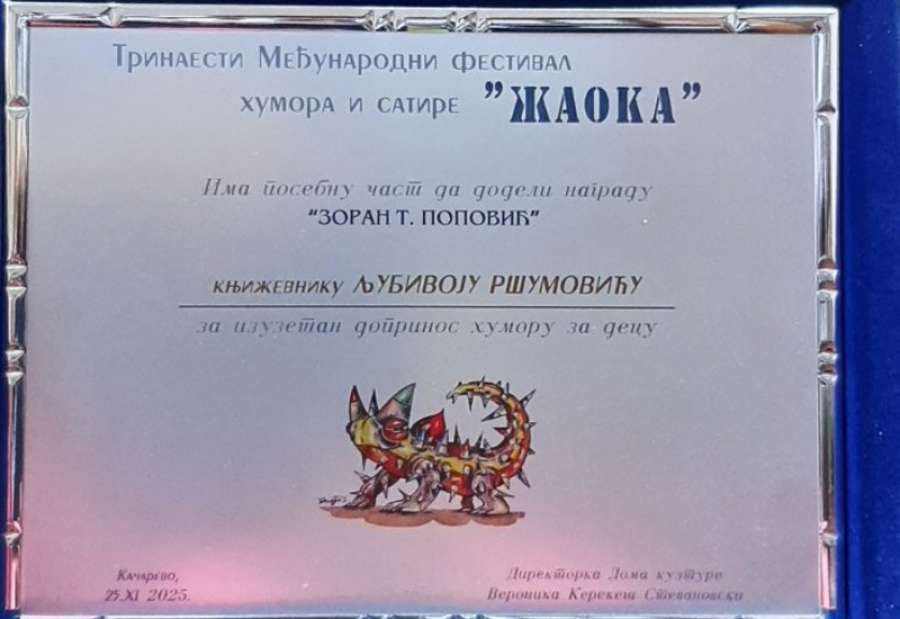 Тринаести Међународни фестивал
хумора и сатире "ЖАОКА"
Има посебну част да додели награду
"ЗОРАН Т. ПОПОВИЋ"
књижевнику ЉУБИВОЈУ РШУМОВИЋУ
за изузетан допринос хумору за децу
Качарево,
25.XI 2025.
Директорка Дома културе
Вероника Керекеш Стевановски